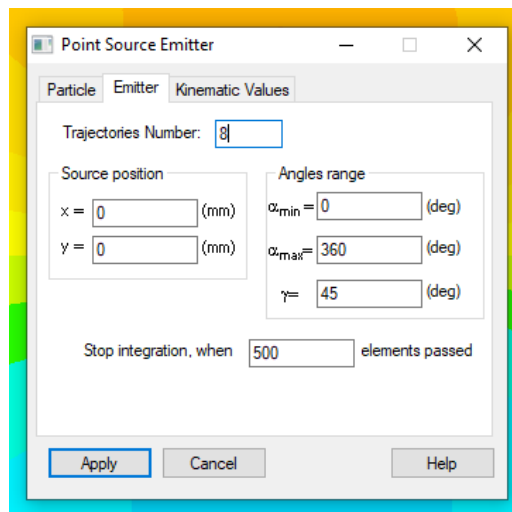 Point Source Emitter
Particle Emitter Kinematic Values
Trajectories Number: 8
Source position
x = 0 (mm)
y = 0 (mm)
Angles range
αmin = 0 (deg)
αmax= 360 (deg)
γ= 45 (deg)
Stop integration, when 500 elements passed
Apply Cancel Help